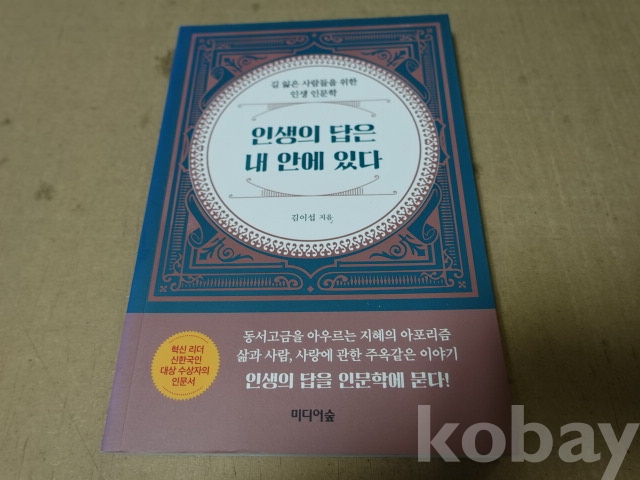 길 잃은 사람들을 위한
인생 인문학
인생의 답은
내 안에 있다
김이섭 지음
동서고금을 아우르는 지혜의 아포리즘
삶과 사람, 사랑에 관한 주옥같은 이야기
인생의 답을 인문학에 묻다!
혁신 리더
신한국인
대상 수상자의
인문서
미디어숲
kobay